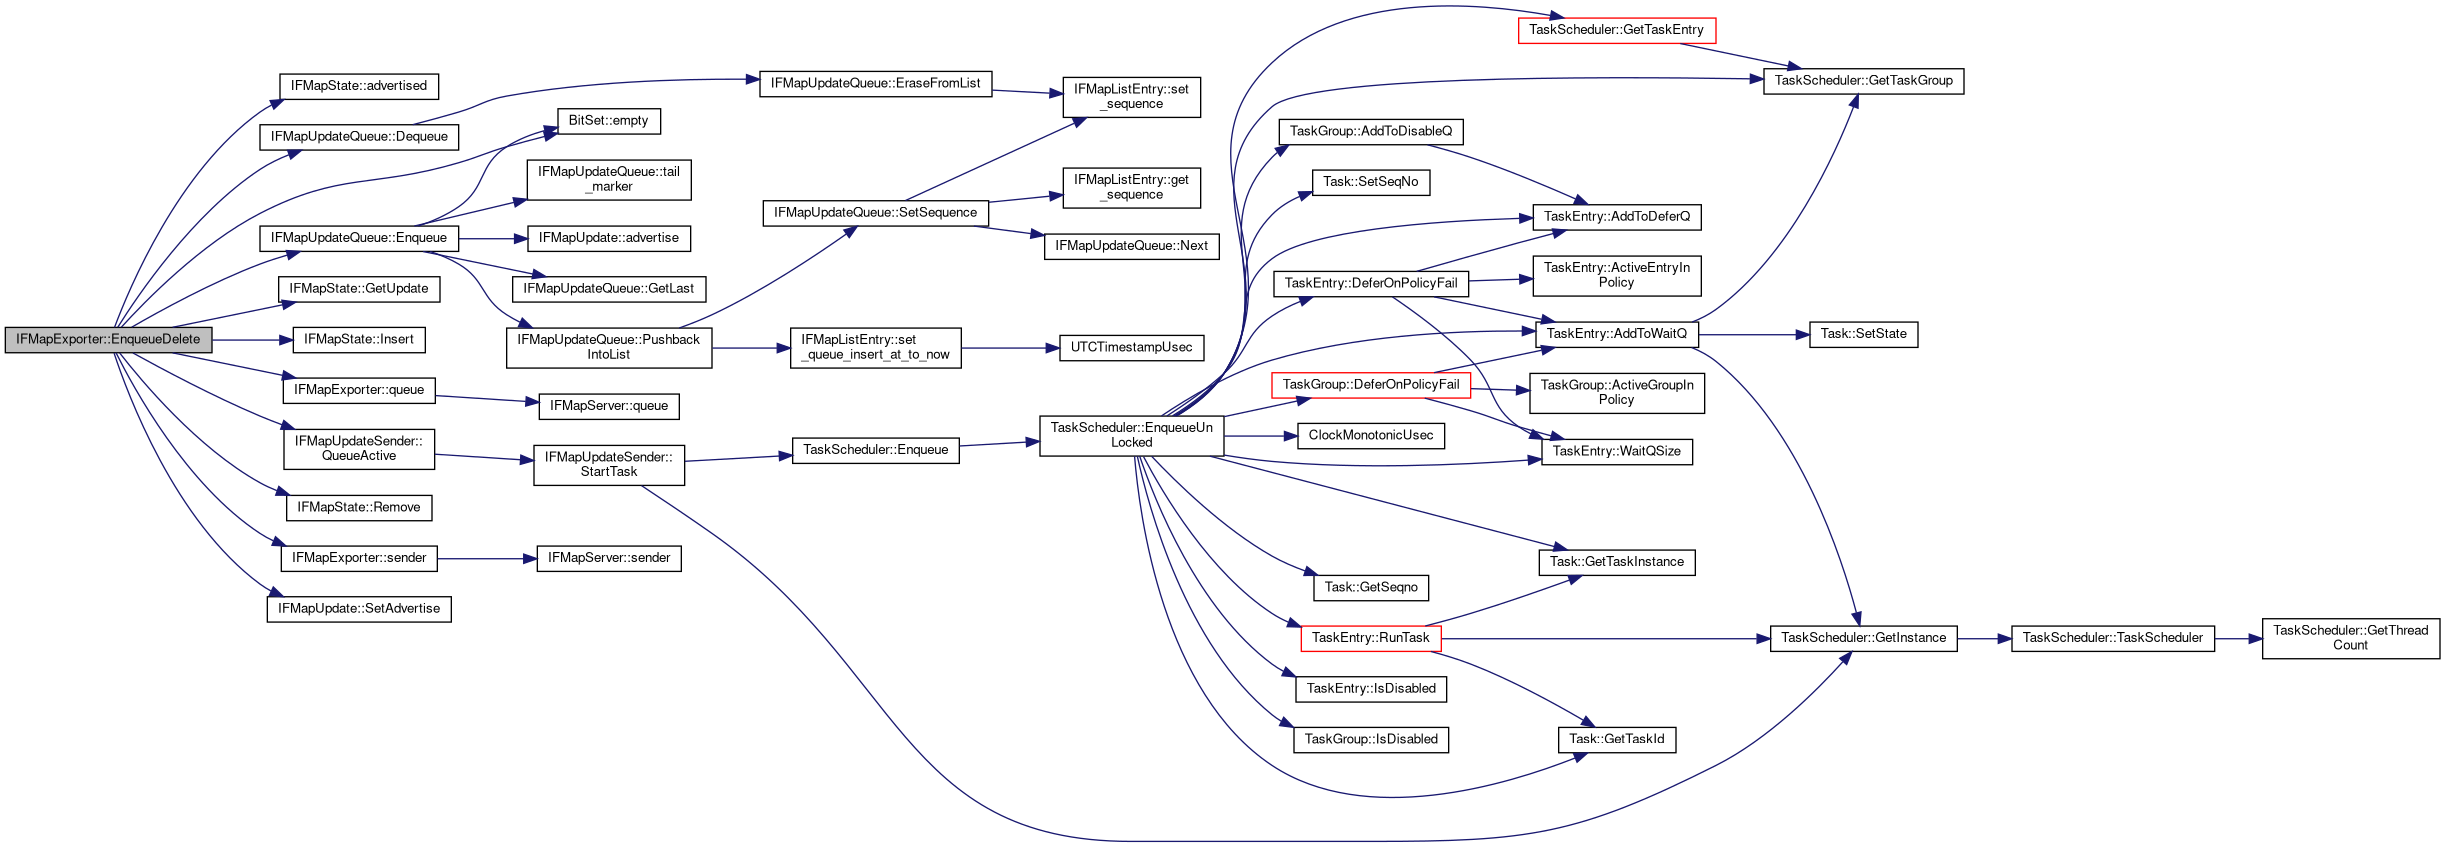 IFMapExporter::EnqueueDelete
IFMapState::advertised
IFMapUpdateQueue::Dequeue
IFMapUpdateQueue::Enqueue
IFMapState::GetUpdate
IFMapState::Insert
IFMapExporter::queue
IFMapUpdateSender::
QueueActive
IFMapState::Remove
IFMapExporter::sender
IFMapUpdate::SetAdvertise
BitSet::empty
IFMapUpdateQueue::tail
_marker
IFMapUpdate::advertise
IFMapUpdateQueue::GetLast
IFMapUpdateQueue::Pushback
IntoList
IFMapServer::queue
IFMapUpdateSender::
StartTask
IFMapServer::sender
IFMapUpdateQueue::EraseFromList
IFMapUpdateQueue::SetSequence
IFMapListEntry::set
_queue_insert_at_to_now
TaskScheduler::Enqueue
IFMapListEntry::set
_sequence
IFMapListEntry::get
_sequence
IFMapUpdateQueue::Next
UTCTimestampUsec
TaskScheduler::EnqueueUn
Locked
TaskGroup::AddToDisableQ
Task::SetSeqNo
TaskEntry::DeferOnPolicyFail
TaskGroup::DeferOnPolicyFail
ClockMonotonicUsec
Task::GetSeqno
TaskEntry::RunTask
TaskEntry::IsDisabled
TaskGroup::IsDisabled
TaskScheduler::GetTaskEntry
TaskEntry::AddToDeferQ
TaskEntry::ActiveEntryIn
Policy
TaskEntry::AddToWaitQ
TaskGroup::ActiveGroupIn
Policy
TaskEntry::WaitQSize
Task::GetTaskInstance
Task::GetTaskId
TaskScheduler::GetTaskGroup
Task::SetState
TaskScheduler::GetInstance
TaskScheduler::TaskScheduler
TaskScheduler::GetThread
Count